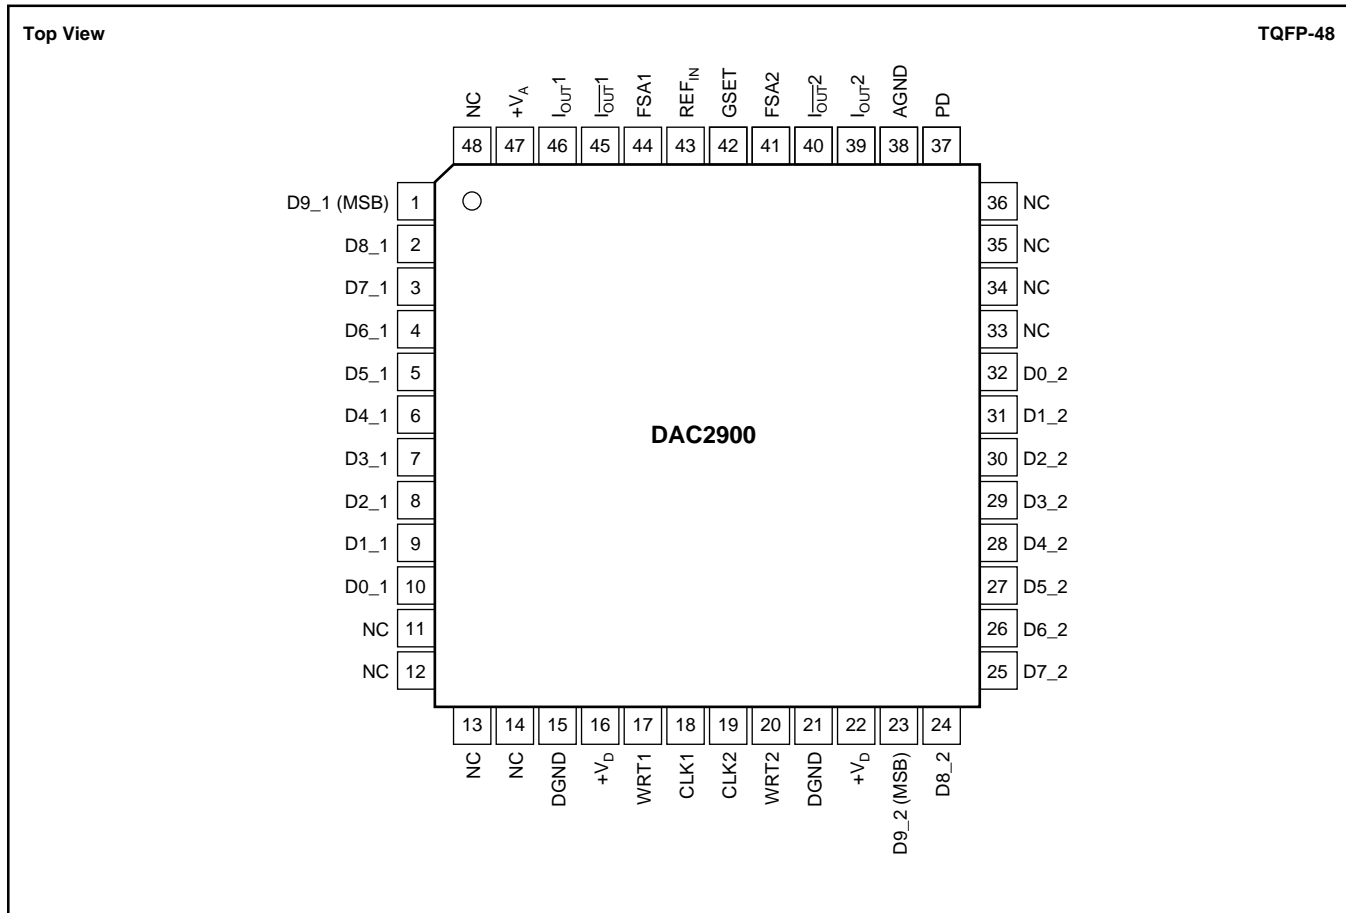 Top View
TQFP-48
NC
+VA
IOUT1
IOUT1
FSA1
REFIN
GSET
FSA2
IOUT2
IOUT2
AGND
PD
48 47 46 45 44 43 42 41 40 39 38 37
D9_1 (MSB) 1
D8_1 2
D7_1 3
D6_1 4
D5_1 5
D4_1 6
D3_1 7
D2_1 8
D1_1 9
D0_1 10
NC 11
NC 12
DAC2900
36 NC
35 NC
34 NC
33 NC
32 D0_2
31 D1_2
30 D2_2
29 D3_2
28 D4_2
27 D5_2
26 D6_2
25 D7_2
13 14 15 16 17 18 19 20 21 22 23 24
NC
NC
DGND
+VD
WRT1
CLK1
CLK2
WRT2
DGND
+VD
D9_2 (MSB)
D8_2